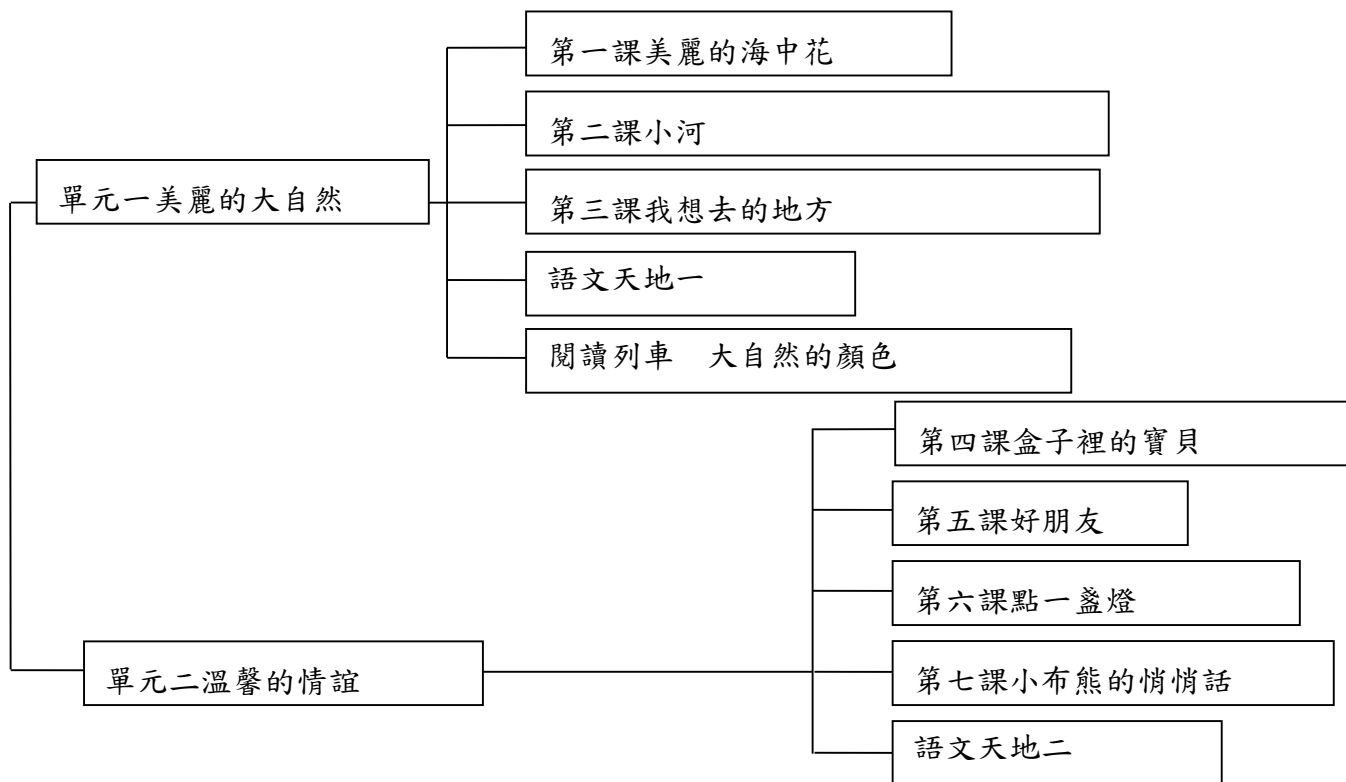 單元一美麗的大自然
第一課美麗的海中花
第二課小河
第三課我想去的地方
語文天地一
閱讀列車　大自然的顏色
單元二溫馨的情誼
第四課盒子裡的寶貝
第五課好朋友
第六課點一盞燈
第七課小布熊的悄悄話
語文天地二